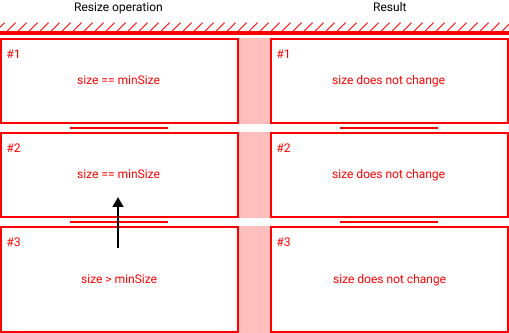 Resize operation Result
#1 #1
size == minSize size does not change
#2 #2
size == minSize size does not change
#3 #3
size > minSize size does not change